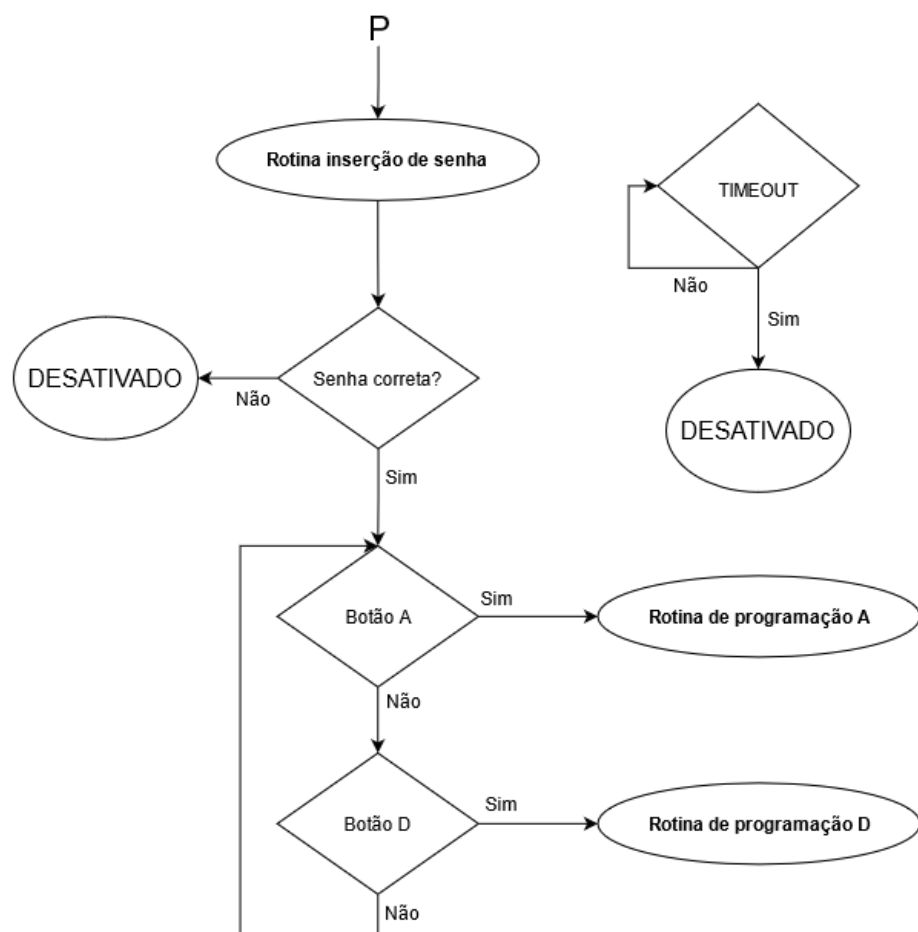 P
Rotina inserção de senha
TIMEOUT
Não
Sim
DESATIVADO
Senha correta?
DESATIVADO
Não
Sim
Botão A
Sim
Rotina de programação A
Não
Botão D
Sim
Rotina de programação D
Não